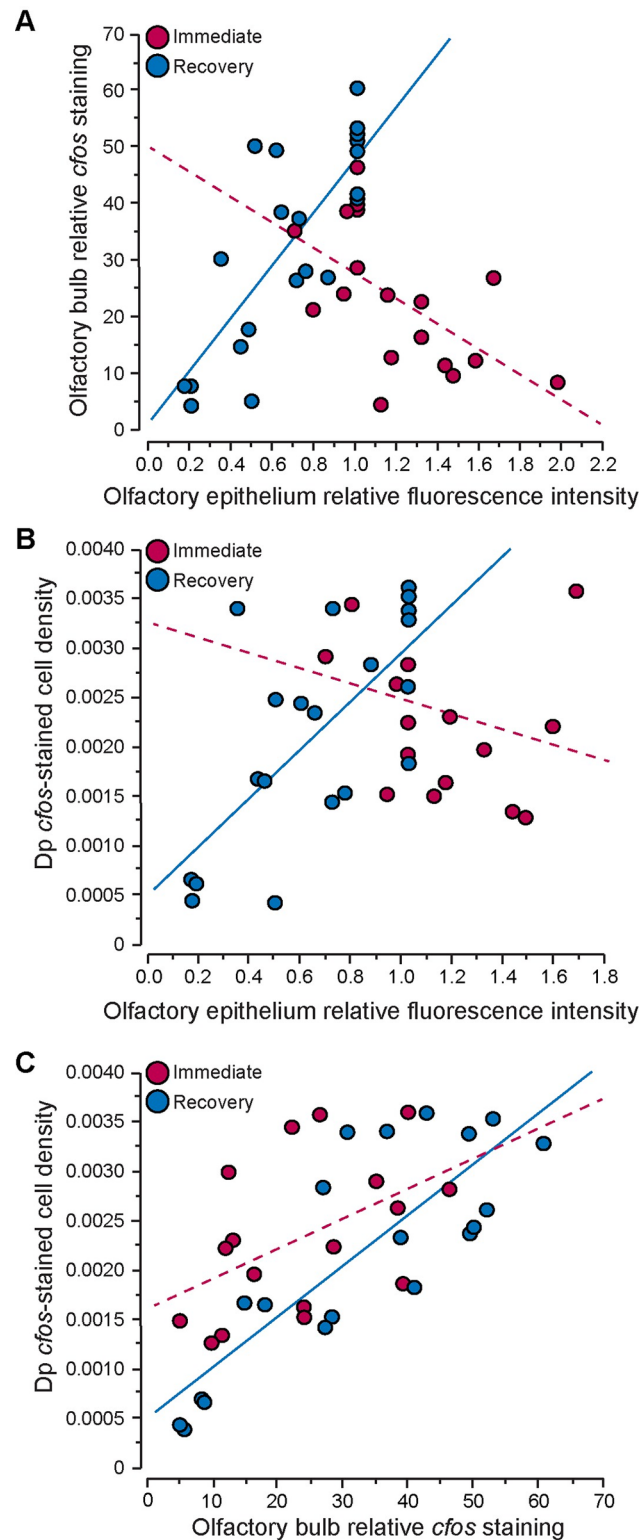 A
Immediate
Recovery
Olfactory bulb relative cfos staining
70
60
50
40
30
20
10
0
0.0 0.2 0.4 0.6 0.8 1.0 1.2 1.4 1.6 1.8 2.0 2.2
Olfactory epithelium relative fluorescence intensity
B
Immediate
Recovery
Dp cfos-stained cell density
0.0040
0.0035
0.0030
0.0025
0.0020
0.0015
0.0010
0.0005
0
0.0 0.2 0.4 0.6 0.8 1.0 1.2 1.4 1.6 1.8
Olfactory epithelium relative fluorescence intensity
C
Immediate
Recovery
Dp cfos-stained cell density
0.0040
0.0035
0.0030
0.0025
0.0020
0.0015
0.0010
0.0005
0
0 10 20 30 40 50 60 70
Olfactory bulb relative cfos staining